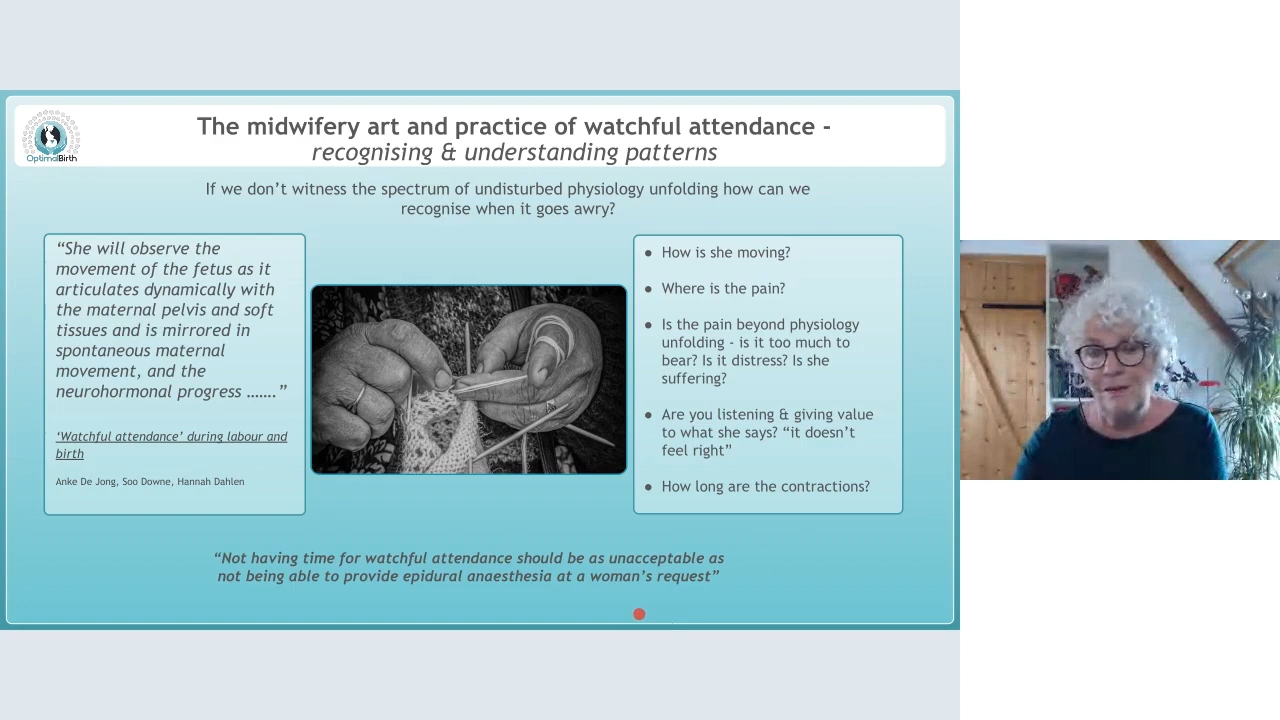 OptimalBirth
The midwifery art and practice of watchful attendance -
recognising & understanding patterns
If we don’t witness the spectrum of undisturbed physiology unfolding how can we
recognise when it goes awry?
“She will observe the
movement of the fetus as it
articulates dynamically with
the maternal pelvis and soft
tissues and is mirrored in
spontaneous maternal
movement, and the
neurohormonal progress …….”
‘Watchful attendance’ during labour and
birth
Anke De Jong, Soo Downe, Hannah Dahlen
● How is she moving?
● Where is the pain?
● Is the pain beyond physiology
unfolding - is it too much to
bear? Is it distress? Is she
suffering?
● Are you listening & giving value
to what she says? “it doesn’t
feel right”
● How long are the contractions?
“Not having time for watchful attendance should be as unacceptable as
not being able to provide epidural anaesthesia at a woman’s request”